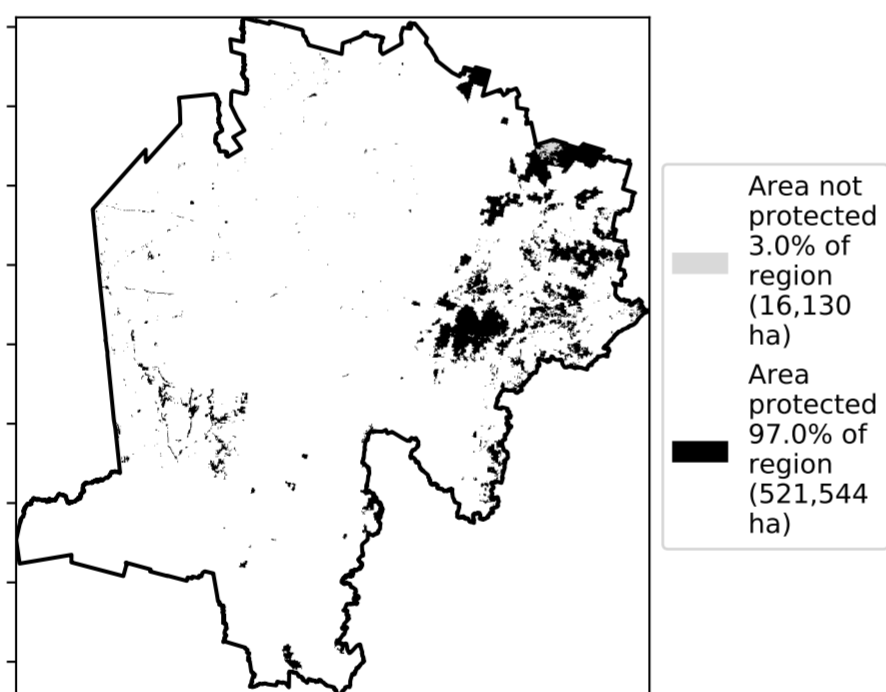 Area not
protected
3.0% of
region
(16,130
ha)
Area
protected
97.0% of
region
(521,544
ha)